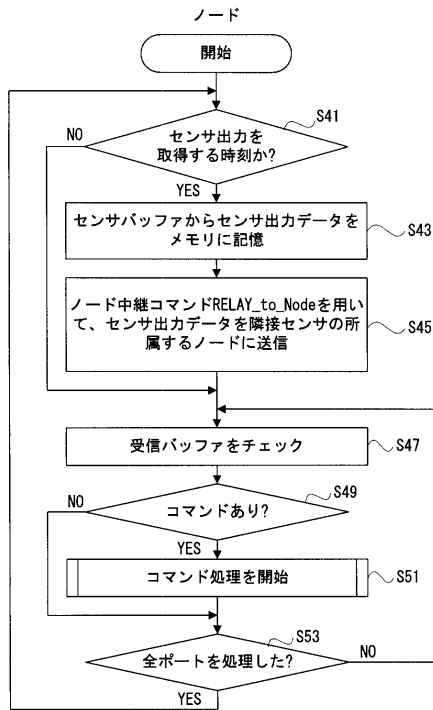 ノード
開始
センサ出力を
取得する時刻か?
S41
NO
YES
センサバッファからセンサ出力データを
メモリに記憶
S43
ノード中継コマンドRELAY_to_Nodeを用い
て、センサ出力データを隣接センサの所
属するノードに送信
S45
受信バッファをチェック
S47
コマンドあり?
S49
NO
YES
コマンド処理を開始
S51
全ポートを処理した?
S53
NO
YES